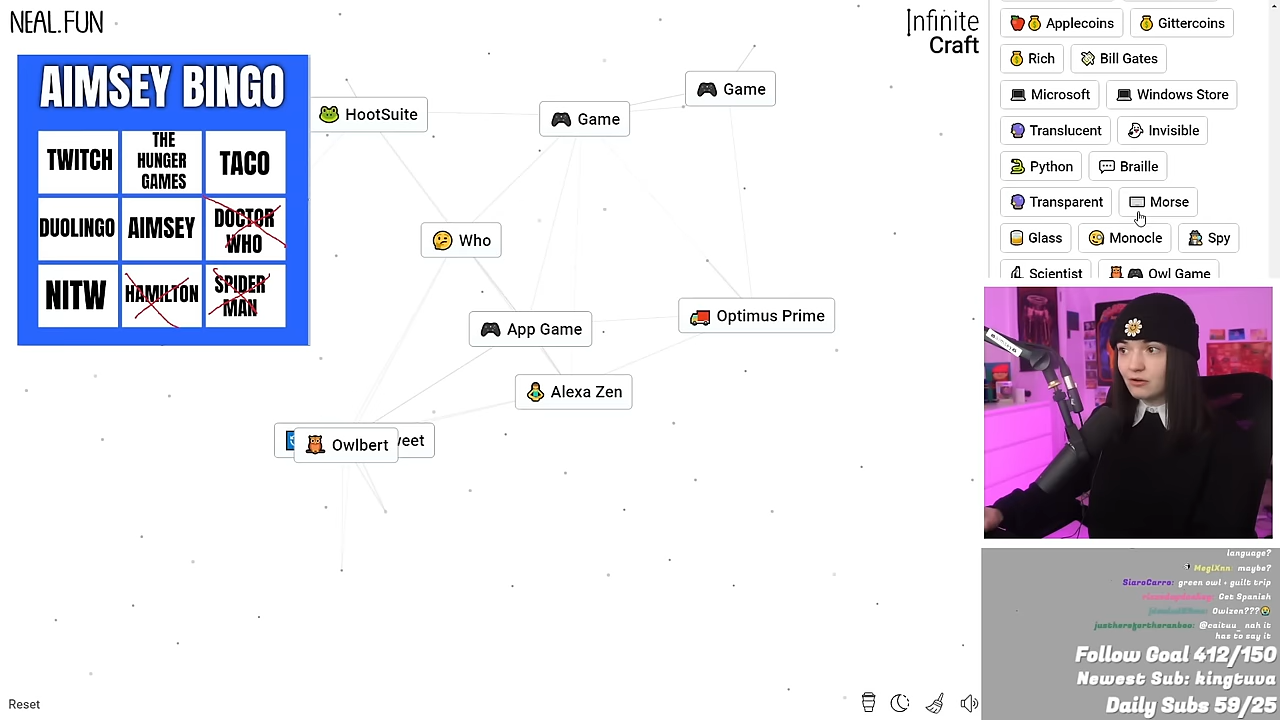 NEAL.FUN
Infinite
Craft
AIMSEY BINGO
TWITCH
THE
HUNGER
GAMES
TACO
DUOLINGO
AIMSEY
DOCTOR
WHO
NITW
HAMILTON
SPIDER
MAN
HootSuite
Game
Game
Who
App Game
Optimus Prime
Alexa Zen
Owlbert
eet
Reset
Applecoins
Gittercoins
Rich
Bill Gates
Microsoft
Windows Store
Translucent
Invisible
Python
Braille
Transparent
Morse
Glass
Monocle
Spy
Scientist
Owl Game
language?
MegiXnn: maybe?
SiaroCarro: green owl + guilt trip
Get Spanish
Owlzen???
@caituu_ nah it
has to say it
Follow Goal 412/150
Newest Sub: kingtuva
Daily Subs 59/25